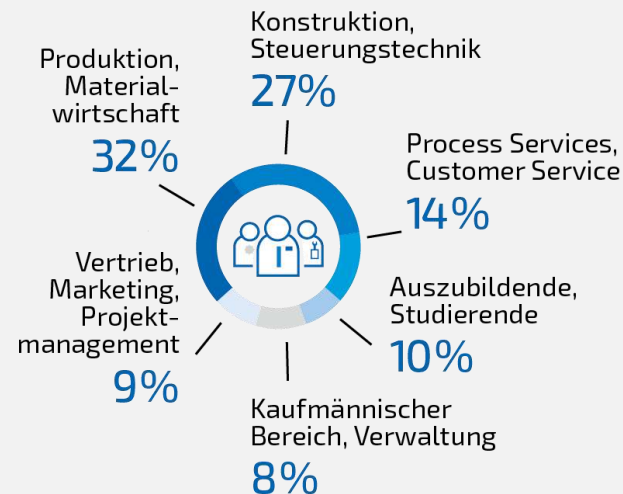 Konstruktion,
Steuerungstechnik
27%
Produktion,
Material-
wirtschaft
32%
Process Services,
Customer Service
14%
Vertrieb,
Marketing,
Projekt-
management
9%
Auszubildende,
Studierende
10%
Kaufmännischer
Bereich, Verwaltung
8%